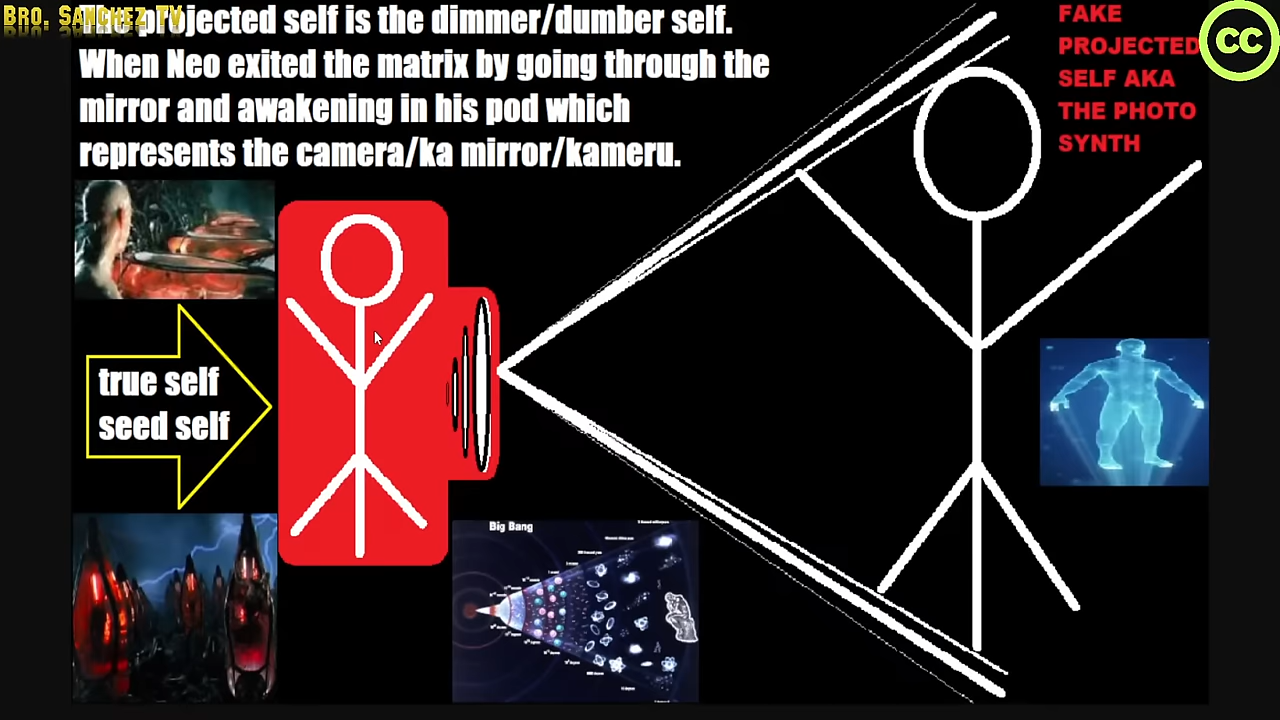 BRO. SANCHEZ TV
The projected self is the dimmer/dumber self.
When Neo exited the matrix by going through the
mirror and awakening in his pod which
represents the camera/ka mirror/kameru.
FAKE
PROJECTED
SELF AKA
THE PHOTO
SYNTH
CC
true self
seed self
Big Bang